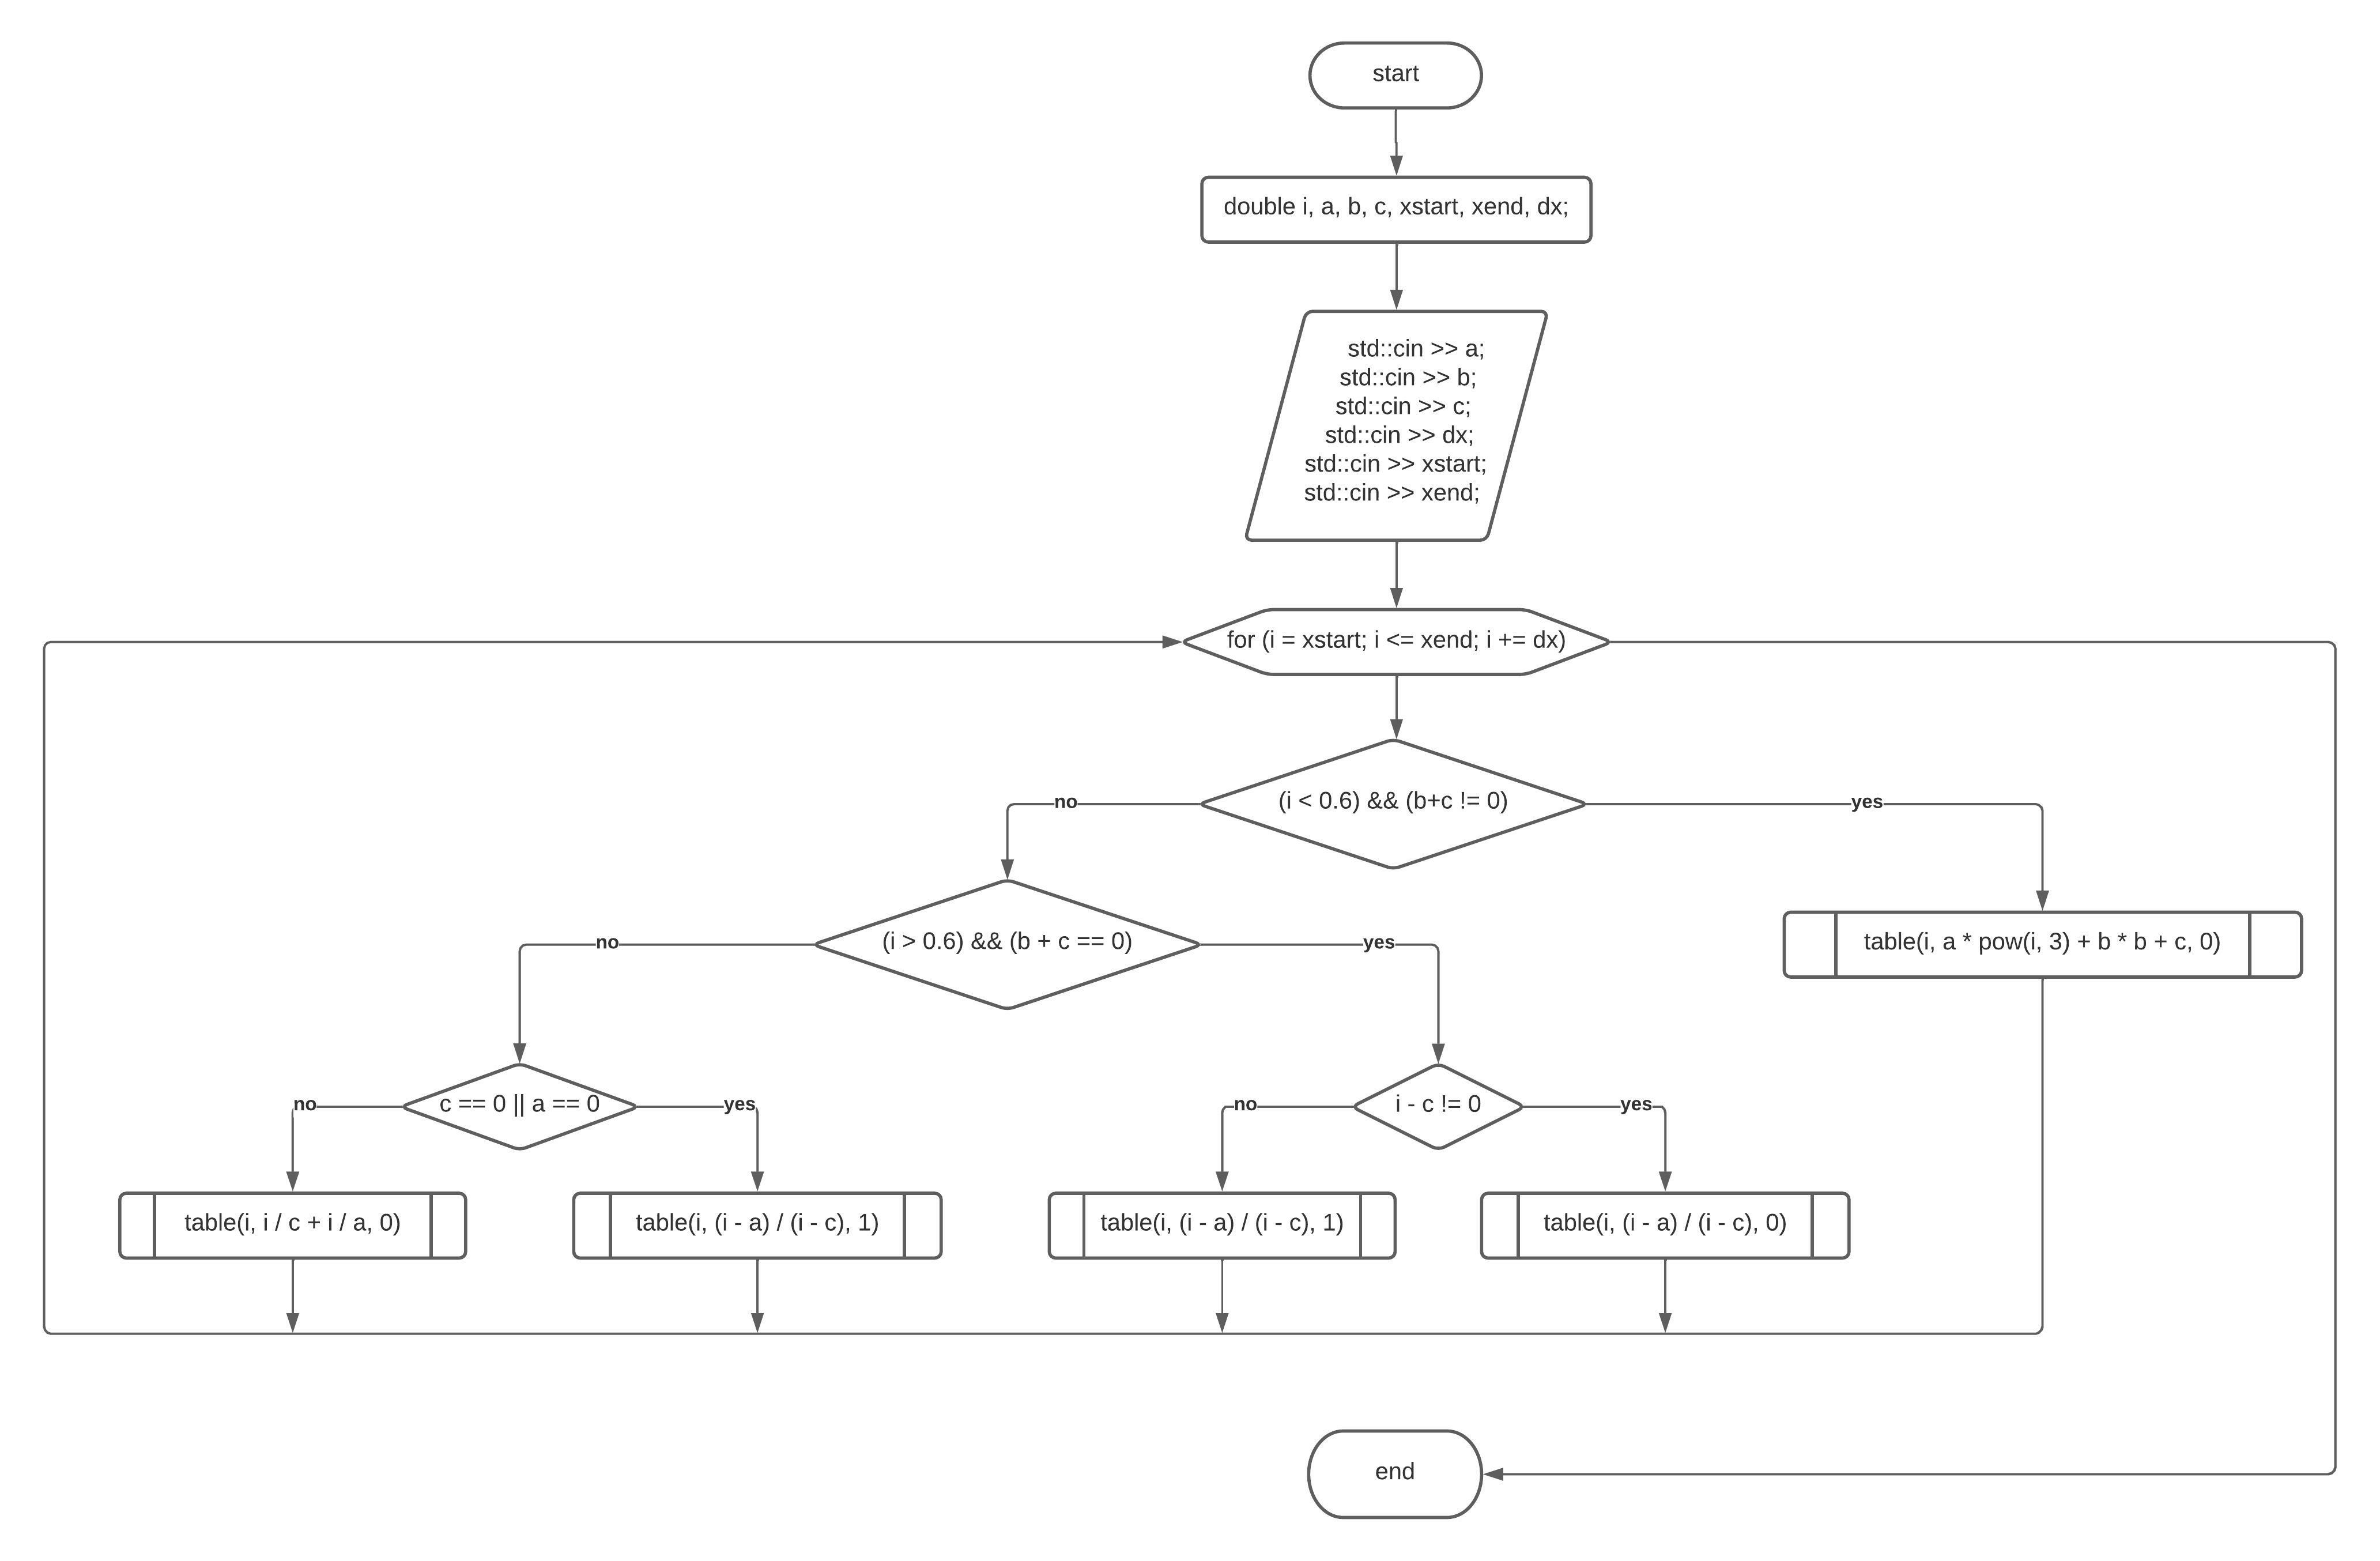 start
double i, a, b, c, xstart, xend, dx;
std::cin >> a;
std::cin >> b;
std::cin >> c;
std::cin >> dx;
std::cin >> xstart;
std::cin >> xend;
for (i = xstart; i <= xend; i += dx)
no
(i < 0.6) && (b+c != 0)
yes
no
(i > 0.6) && (b + c == 0)
yes
table(i, a * pow(i, 3) + b * b + c, 0)
no
c == 0 || a == 0
yes
no
i - c != 0
yes
table(i, i / c + i / a, 0)
table(i, (i - a) / (i - c), 1)
table(i, (i - a) / (i - c), 1)
table(i, (i - a) / (i - c), 0)
end